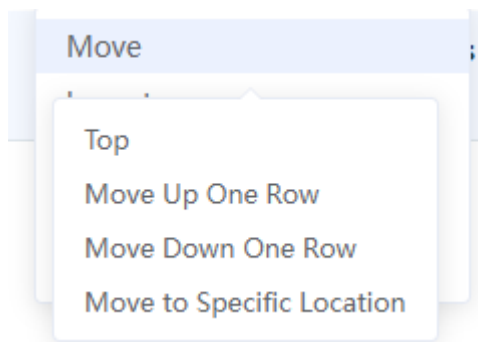 Move
Top
Move Up One Row
Move Down One Row
Move to Specific Location